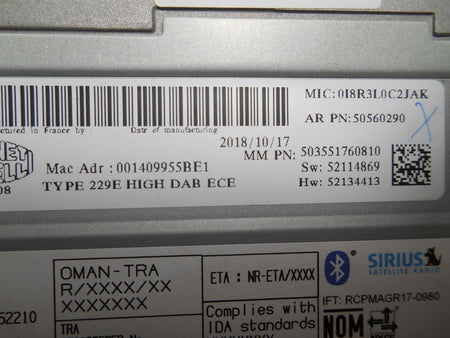 MIC:0I8R3L0C2JAK
AR PN:50560290
ctured in France by
Date of manufacturing
2018/10/17
MM PN: 503551760810
Mac Adr : 001409955BE1
Sw: 52114869
TYPE 229E HIGH DAB ECE
Hw: 52134413
08
OMAN-TRA
R/XXXX/XX
XXXXXXX
52210
TRA
ETA : NR-ETA/XXXX
Complies with
IDA standards
SIRIUS
SATELLITE RADIO
IFT: RCPMAGR17-0980
NOM